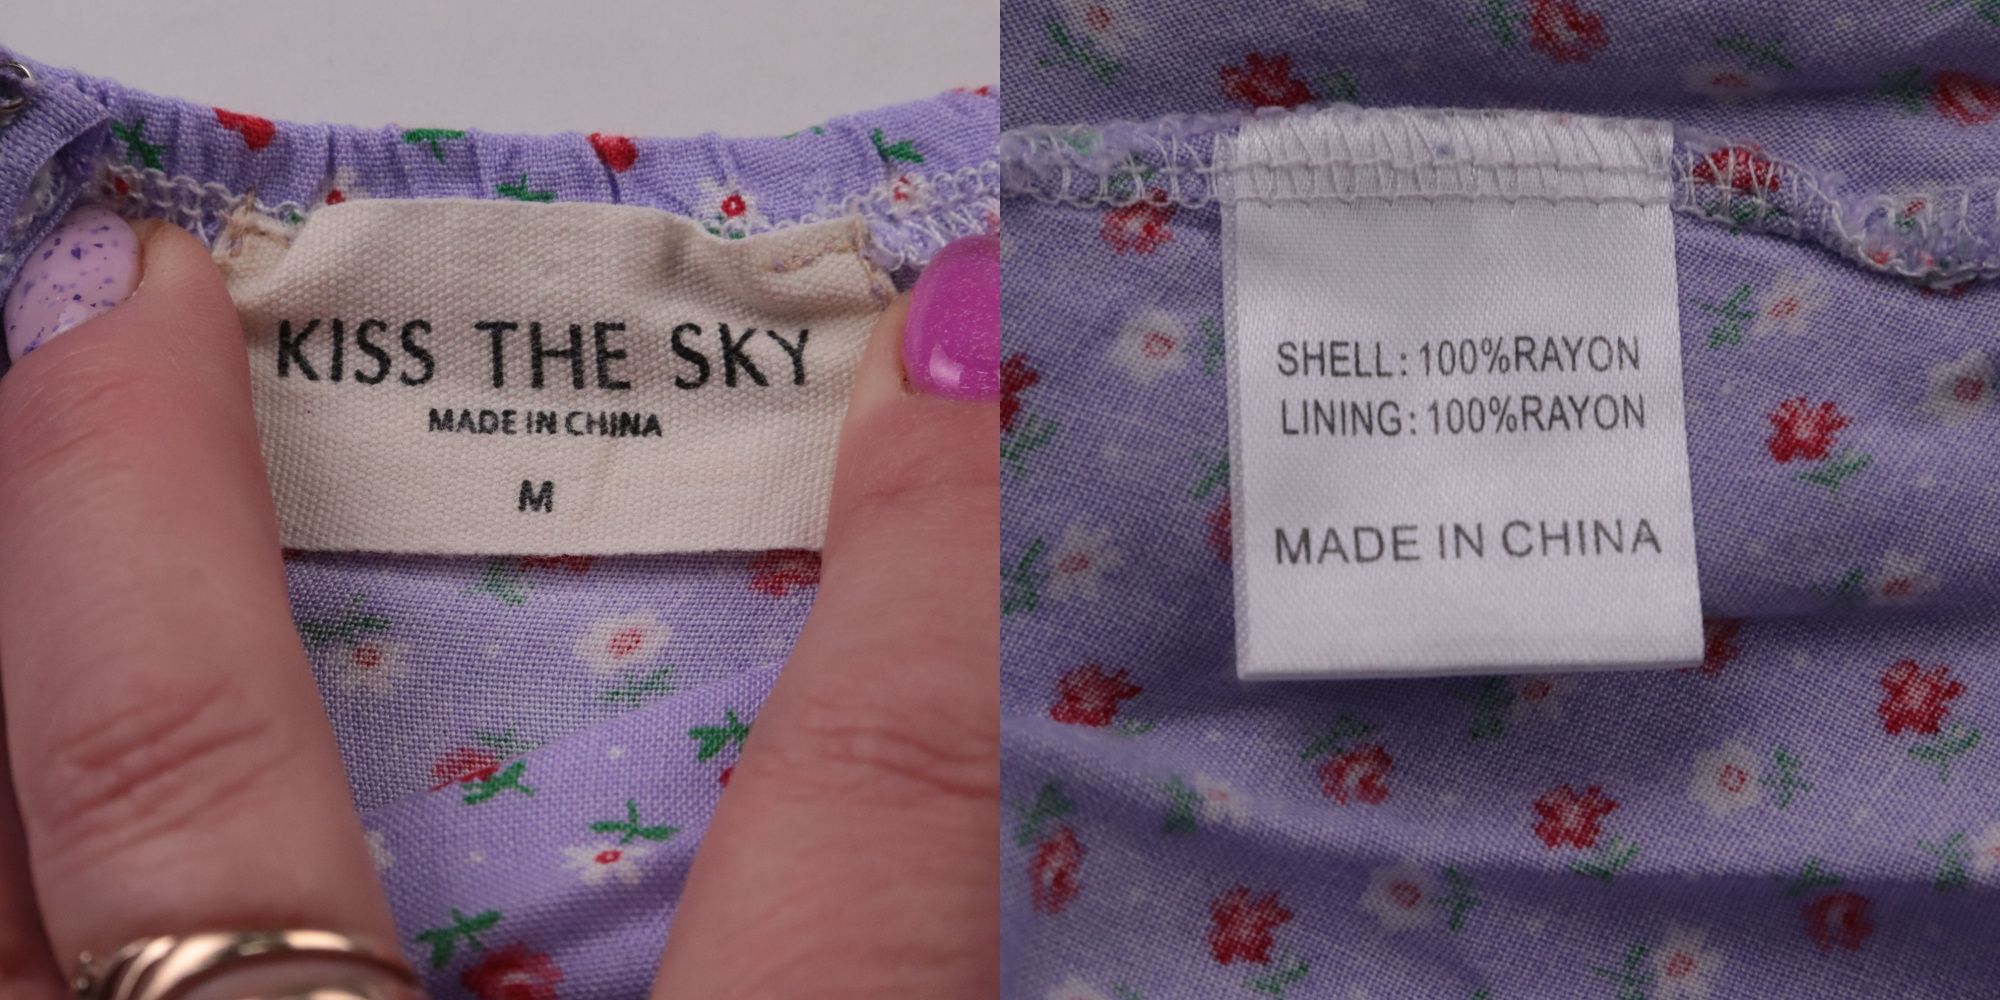 KISS THE SKY
MADE IN CHINA
M
SHELL: 100%RAYON
LINING: 100%RAYON
MADE IN CHINA